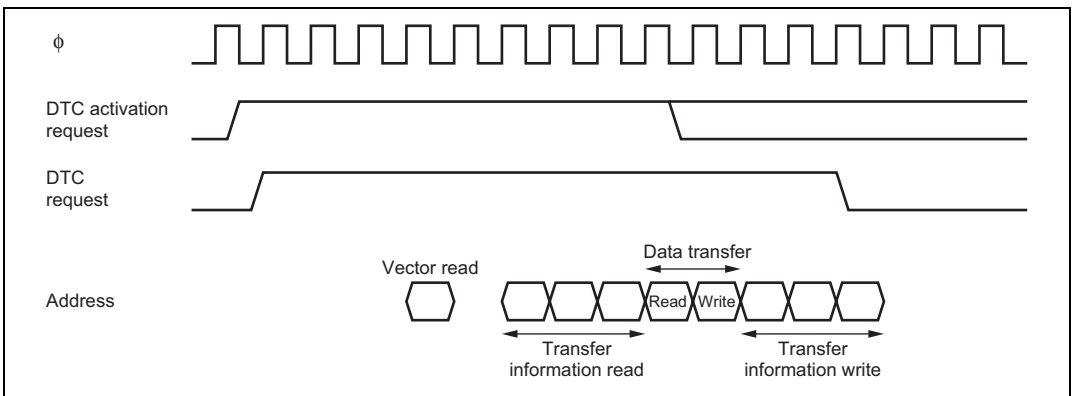 ϕ
DTC activation
request
DTC
request
Data transfer
Vector read
Address
Read
Write
Transfer
information read
Transfer
information write